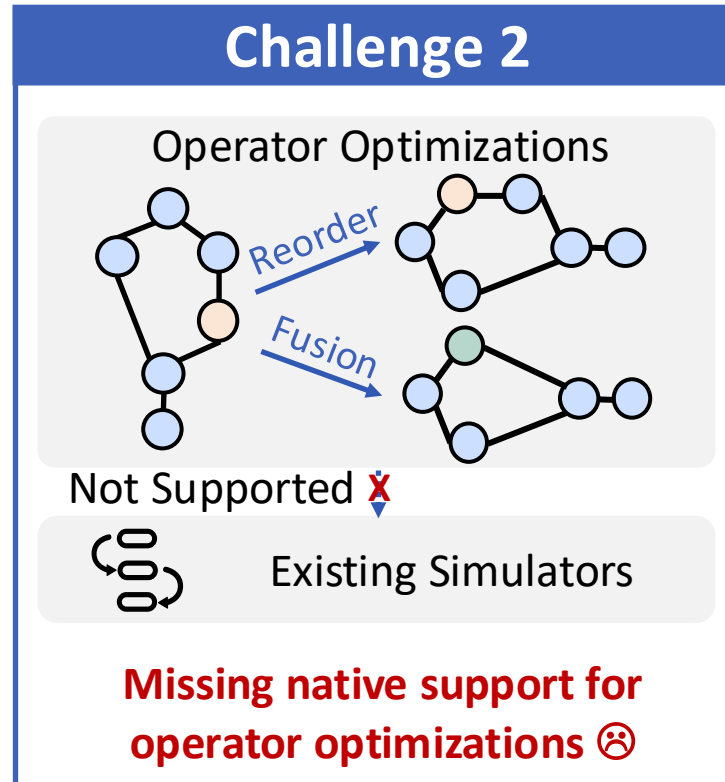 Challenge 2
Operator Optimizations
Reorder
Fusion
Not Supported X
Existing Simulators
Missing native support for
operator optimizations ☹